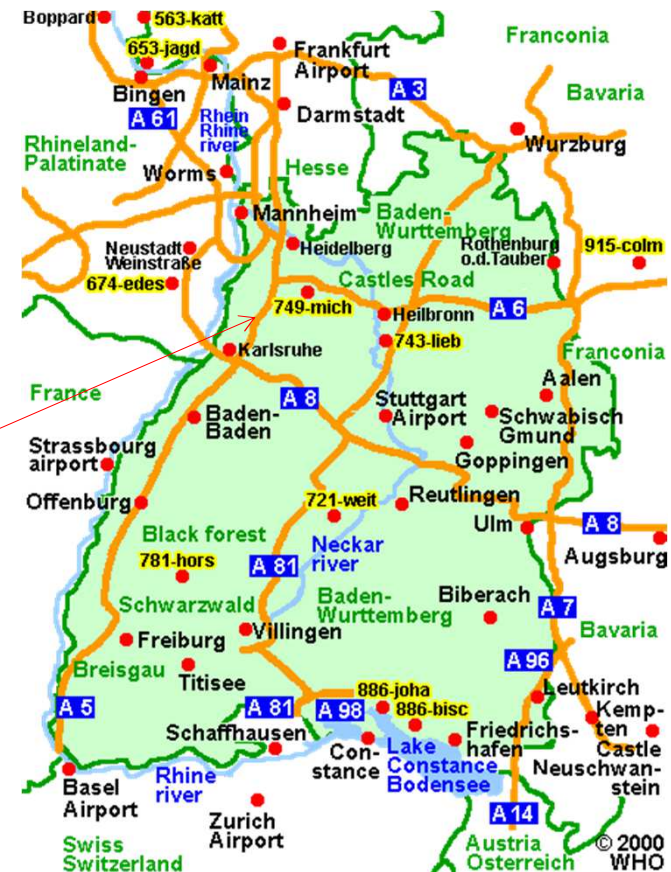 Boppard
563-katt
653-jagd
Bingen
Mainz
Frankfurt
Airport
Darmstadt
A 3
Franconia
Bavaria
Wurzburg
A 61
Rhein
Rhine
river
Rhineland-
Palatinate
Worms
Hesse
Mannheim
Baden-
Wurttemberg
Neustadt
Weinstraße
674-edes
Heidelberg
Rothenburg
o.d.Tauber
915-colm
Castles Road
749-mich
Heilbronn
A 6
743-lieb
Karlsruhe
Franconia
France
A 8
Aalen
Baden-
Baden
Stuttgart
Airport
Schwabisch
Gmund
Strassbourg
airport
Goppingen
Offenburg
721-weit
Reutlingen
Ulm
A 8
Augsburg
Black forest
781-hors
Neckar
river
A 81
Schwarzwald
Baden-
Wurttemberg
Biberach
A 7
Bavaria
Freiburg
Villingen
Breisgau
Titisee
A 96
Leutkirch
A 5
A 81
A 98
886-joha
886-bisc
Kemp-
ten
Castle
Neuschwan-
stein
Schaffhausen
Con-
stance
Lake
Constance
Bodensee
Friedrichs-
hafen
Basel
Airport
Rhine
river
Zurich
Airport
A 14
Swiss
Switzerland
Austria
Osterreich
© 2000
WHO